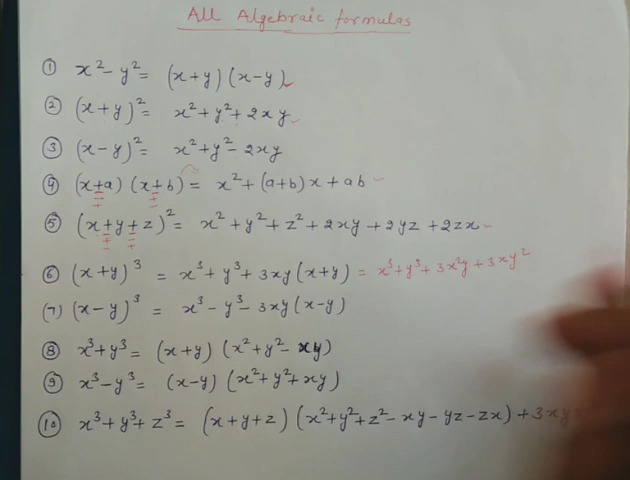 All Algebraic formulas
① x² - y² = (x+y) (x-y)
② (x+y)² = x² + y² + 2xy
③ (x-y)² = x² + y² - 2xy
④ (x+a) (x+b) = x² + (a+b) x + ab
⑤ (x+y+z)² = x² + y² + z² + 2xy + 2yz + 2zx
⑥ (x+y)³ = x³ + y³ + 3xy (x+y) = x³ + y³ + 3x²y + 3xy²
(7) (x-y)³ = x³ - y³ - 3xy (x-y)
⑧ x³ + y³ = (x+y) (x² + y² - xy)
⑨ x³ - y³ = (x-y) (x² + y² + xy)
⑩ x³ + y³ + z³ = (x+y+z) (x² + y² + z² - xy - yz - zx) + 3xy